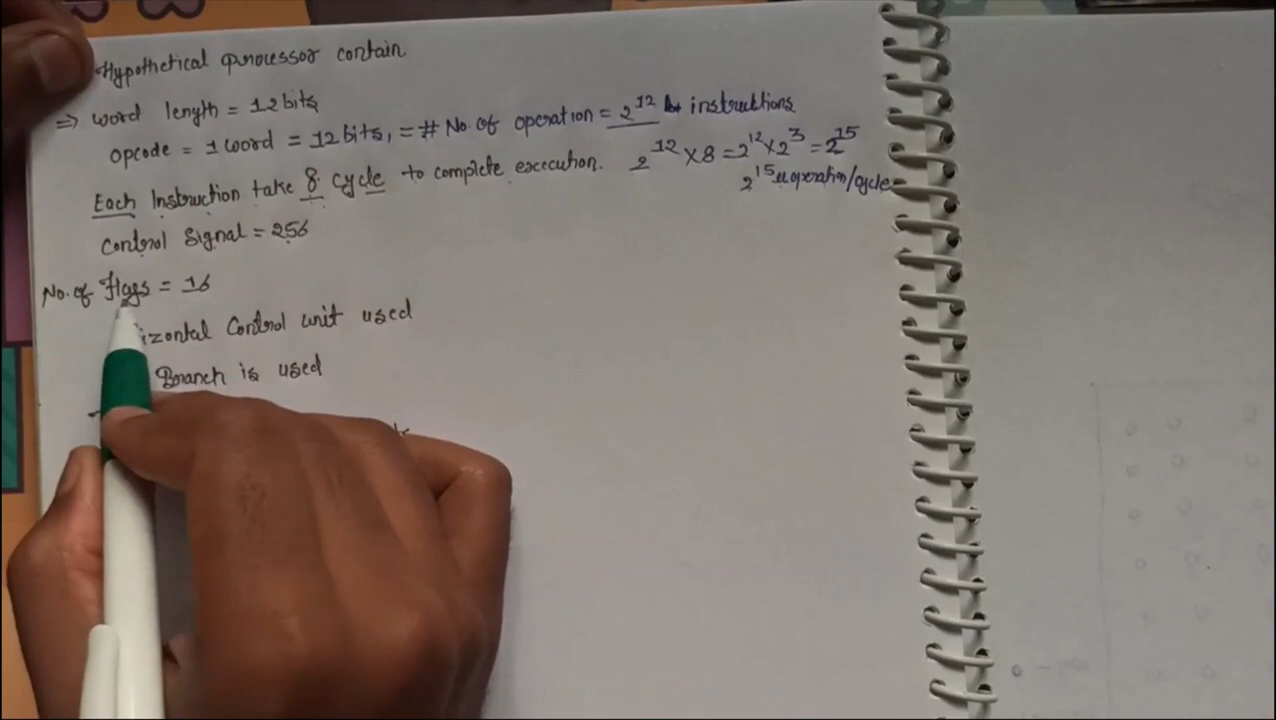 Hypothetical processor contain
⇒ word length = 12 bits
opcode = 1 word = 12 bits, = # No. of operation = 2^12 instructions
Each Instruction take 8 cycle to complete execution. 2^12 × 8 = 2^12 × 2^3 = 2^15
2^15 operation/cycle
Control Signal = 256
No. of Flags = 16
izontal Control unit used
Branch is used